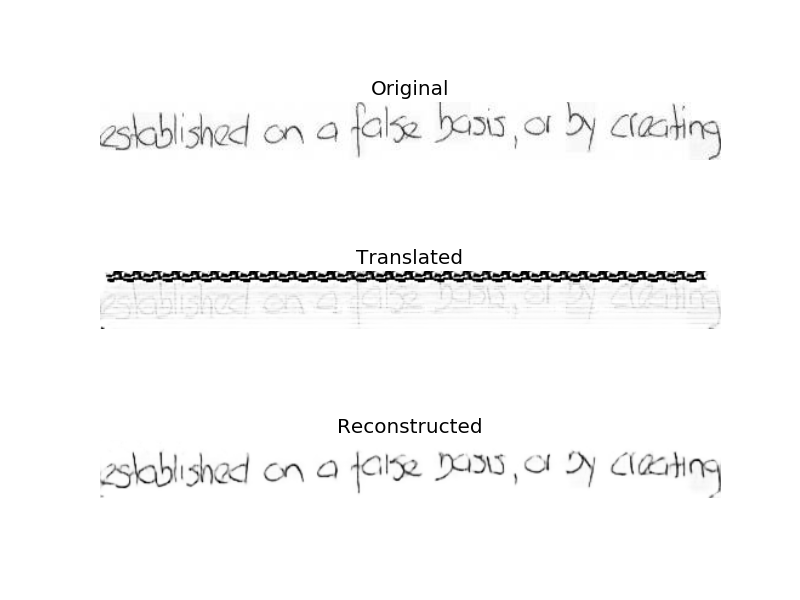 Original
established on a false basis, or by creating
Translated
established on a false basis, or by creating
Reconstructed
established on a false basis, or by creating